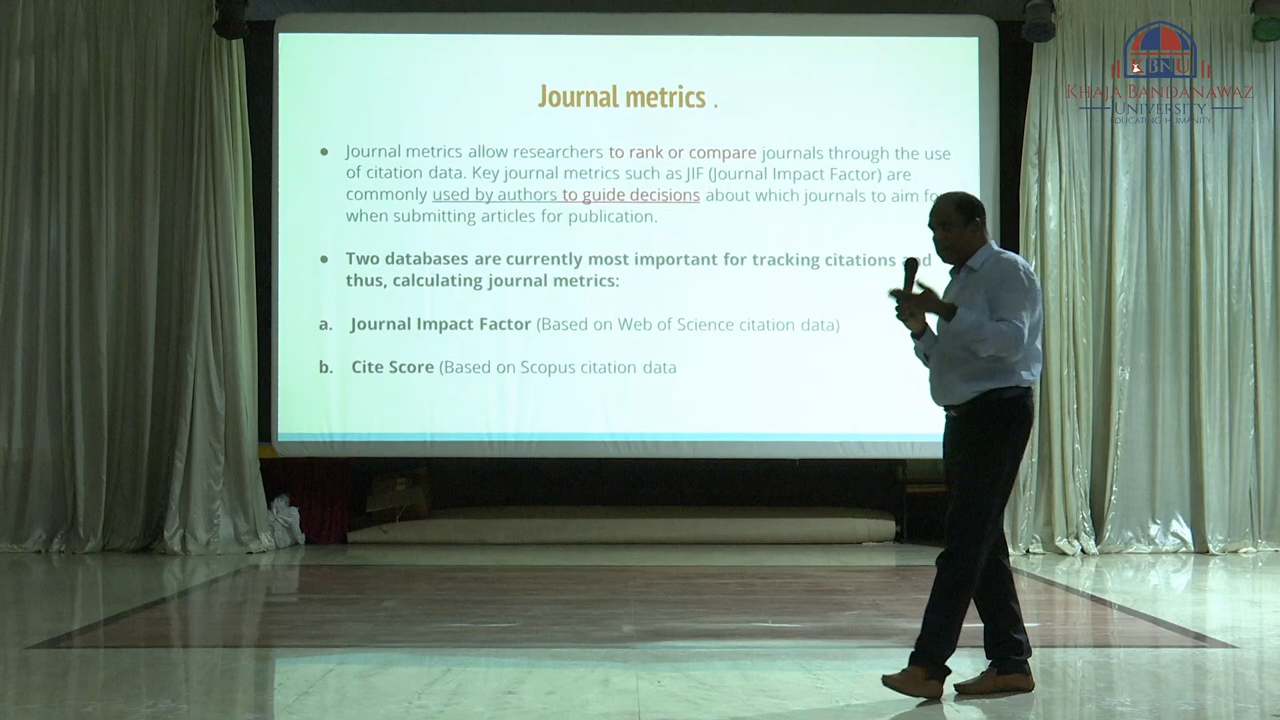 Journal metrics .
● Journal metrics allow researchers to rank or compare journals through the use
of citation data. Key journal metrics such as JIF (Journal Impact Factor) are
commonly used by authors to guide decisions about which journals to aim fo
when submitting articles for publication.
● Two databases are currently most important for tracking citations and
thus, calculating journal metrics:
a. Journal Impact Factor (Based on Web of Science citation data)
b. Cite Score (Based on Scopus citation data
KBNU
KHAJA BANDANAWAZ
UNIVERSITY
EDUCATING HUMANITY